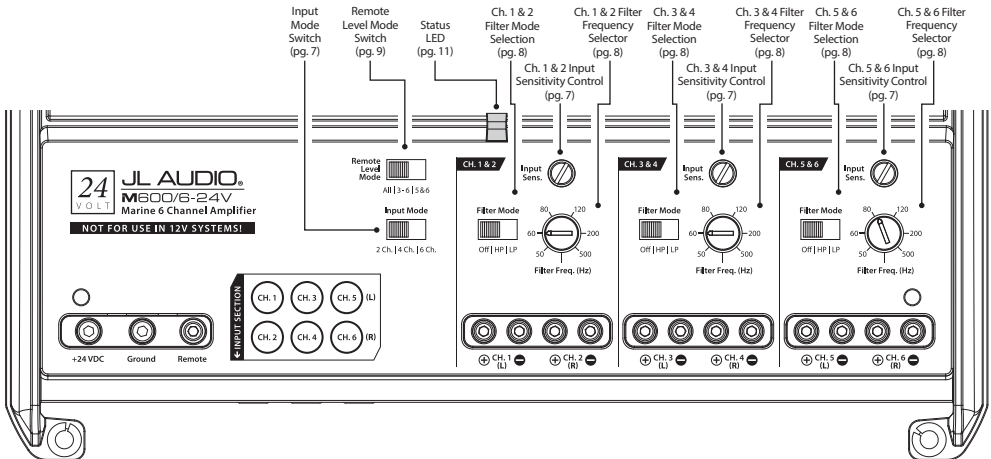 Input
Mode
Switch
(pg. 7)
Remote
Level Mode
Switch
(pg. 9)
Status
LED
(pg. 11)
Ch. 1 & 2
Filter Mode
Selection
(pg. 8)
Ch. 1 & 2 Filter
Frequency
Selector
(pg. 8)
Ch. 3 & 4
Filter Mode
Selection
(pg. 8)
Ch. 3 & 4 Filter
Frequency
Selector
(pg. 8)
Ch. 5 & 6
Filter Mode
Selection
(pg. 8)
Ch. 5 & 6 Filter
Frequency
Selector
(pg. 8)
Ch. 1 & 2 Input
Sensitivity Control
(pg. 7)
Ch. 3 & 4 Input
Sensitivity Control
(pg. 7)
Ch. 5 & 6 Input
Sensitivity Control
(pg. 7)
24
VOLT
JL AUDIO®
M600/6-24V
Marine 6 Channel Amplifier
NOT FOR USE IN 12V SYSTEMS!
Remote
Level
Mode
All | 3-6 | 5&6
Input Mode
2 Ch. | 4 Ch. | 6 Ch.
INPUT SECTION
CH. 1 CH. 3 CH. 5 (L)
CH. 2 CH. 4 CH. 6 (R)
+24 VDC Ground Remote
CH. 1 & 2
Input
Sens.
Filter Mode
Off | HP | LP
80 120
60 200
50 500
Filter Freq. (Hz)
CH. 1
(L)
CH. 2
(R)
CH. 3 & 4
Input
Sens.
Filter Mode
Off | HP | LP
80 120
60 200
50 500
Filter Freq. (Hz)
CH. 3
(L)
CH. 4
(R)
CH. 5 & 6
Input
Sens.
Filter Mode
Off | HP | LP
80 120
60 200
50 500
Filter Freq. (Hz)
CH. 5
(L)
CH. 6
(R)